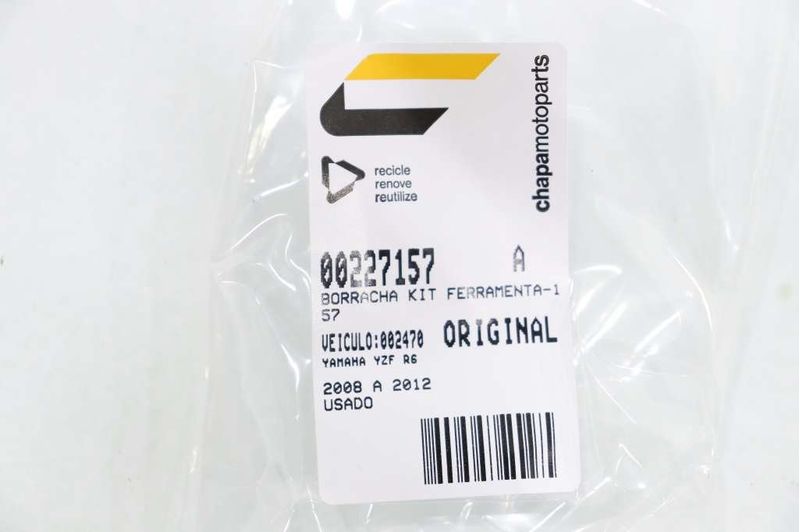 chapamotoparts
recicle
renove
reutilize
00227157 A
BORRACHA KIT FERRAMENTA-1
57
VEICULO:002470 ORIGINAL
YAMAHA YZF R6
2008 A 2012
USADO